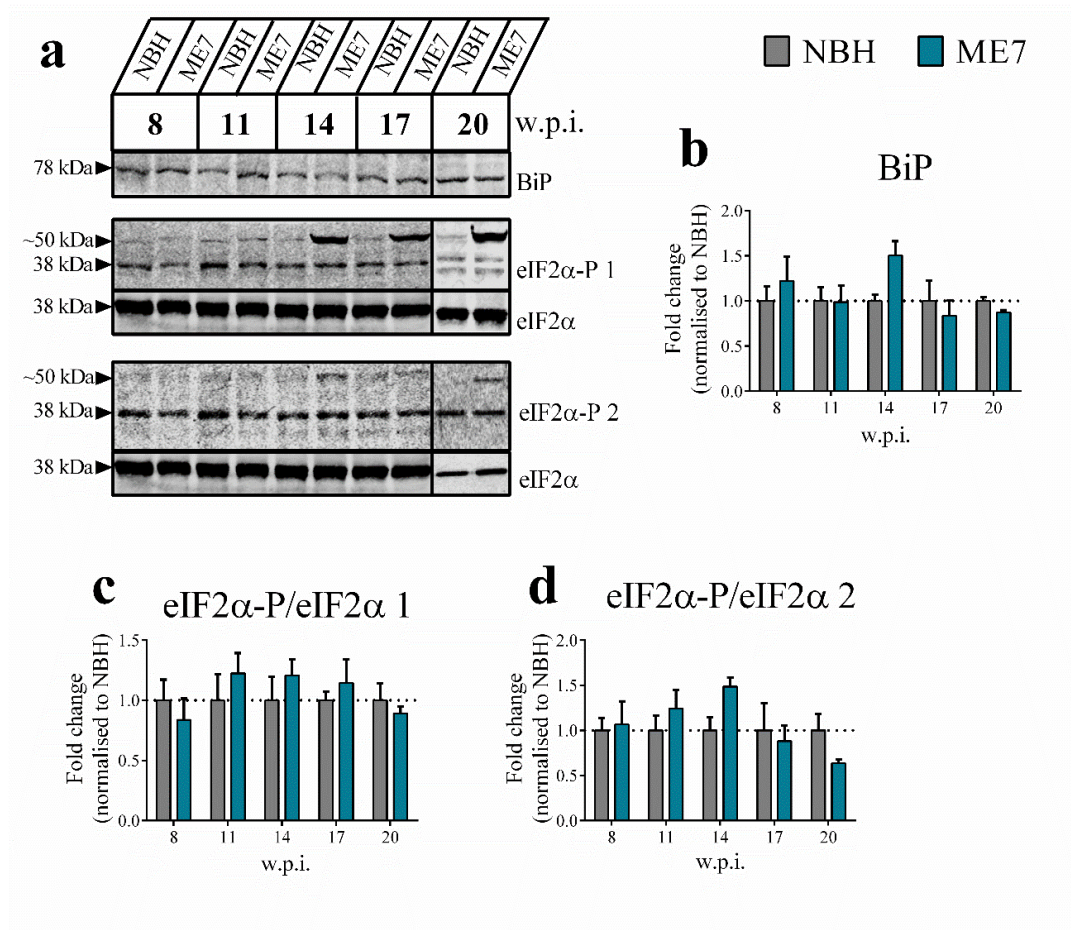 a
NBH ME7 NBH ME7 NBH ME7 NBH ME7 NBH ME7
8 11 14 17 20 w.p.i.
78 kDa BiP
~50 kDa
38 kDa eIF2α-P 1
38 kDa eIF2α
~50 kDa
38 kDa eIF2α-P 2
38 kDa eIF2α
NBH ME7
b
BiP
Fold change
(normalised to NBH)
2.0
1.5
1.0
0.5
0.0
8 11 14 17 20
w.p.i.
c
eIF2α-P/eIF2α 1
Fold change
(normalised to NBH)
1.5
1.0
0.5
0.0
8 11 14 17 20
w.p.i.
d
eIF2α-P/eIF2α 2
Fold change
(normalised to NBH)
2.0
1.5
1.0
0.5
0.0
8 11 14 17 20
w.p.i.